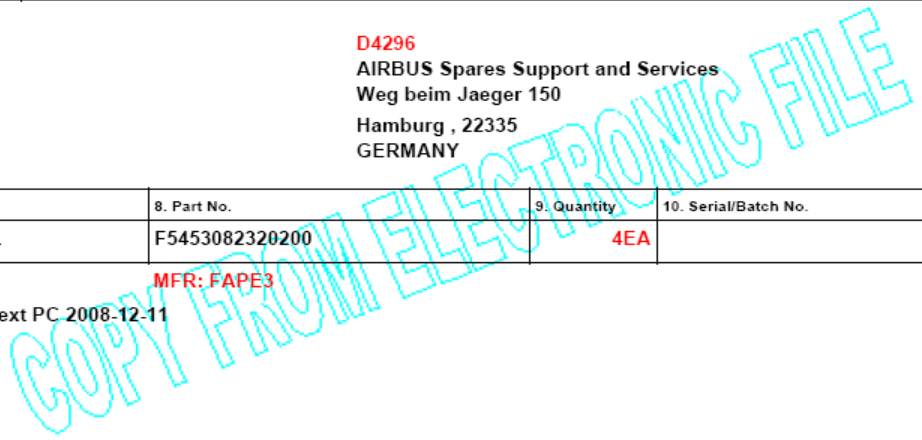 D4296
AIRBUS Spares Support and Services
Weg beim Jaeger 150
Hamburg , 22335
GERMANY
8. Part No. 9. Quantity 10. Serial/Batch No.
F5453082320200 4EA
MFR: FAPE3
ext PC 2008-12-11
COPY FROM ELECTRONIC FILE